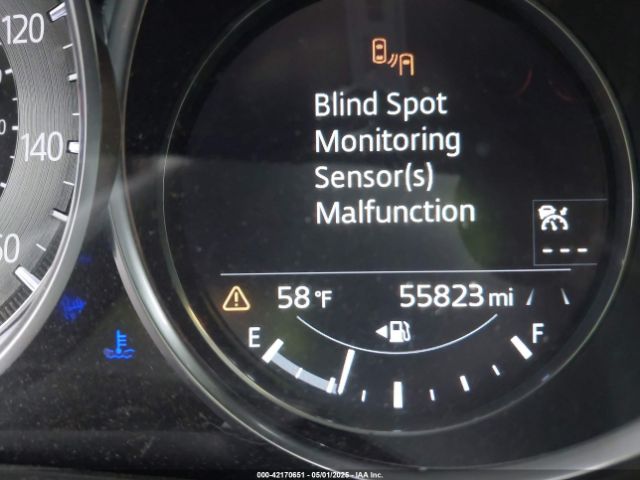 120
140
Blind Spot
Monitoring
Sensor(s)
Malfunction
---
58 °F
55823 mi
E
F
000-42170651 - 05/01/2025 - IAA Inc.